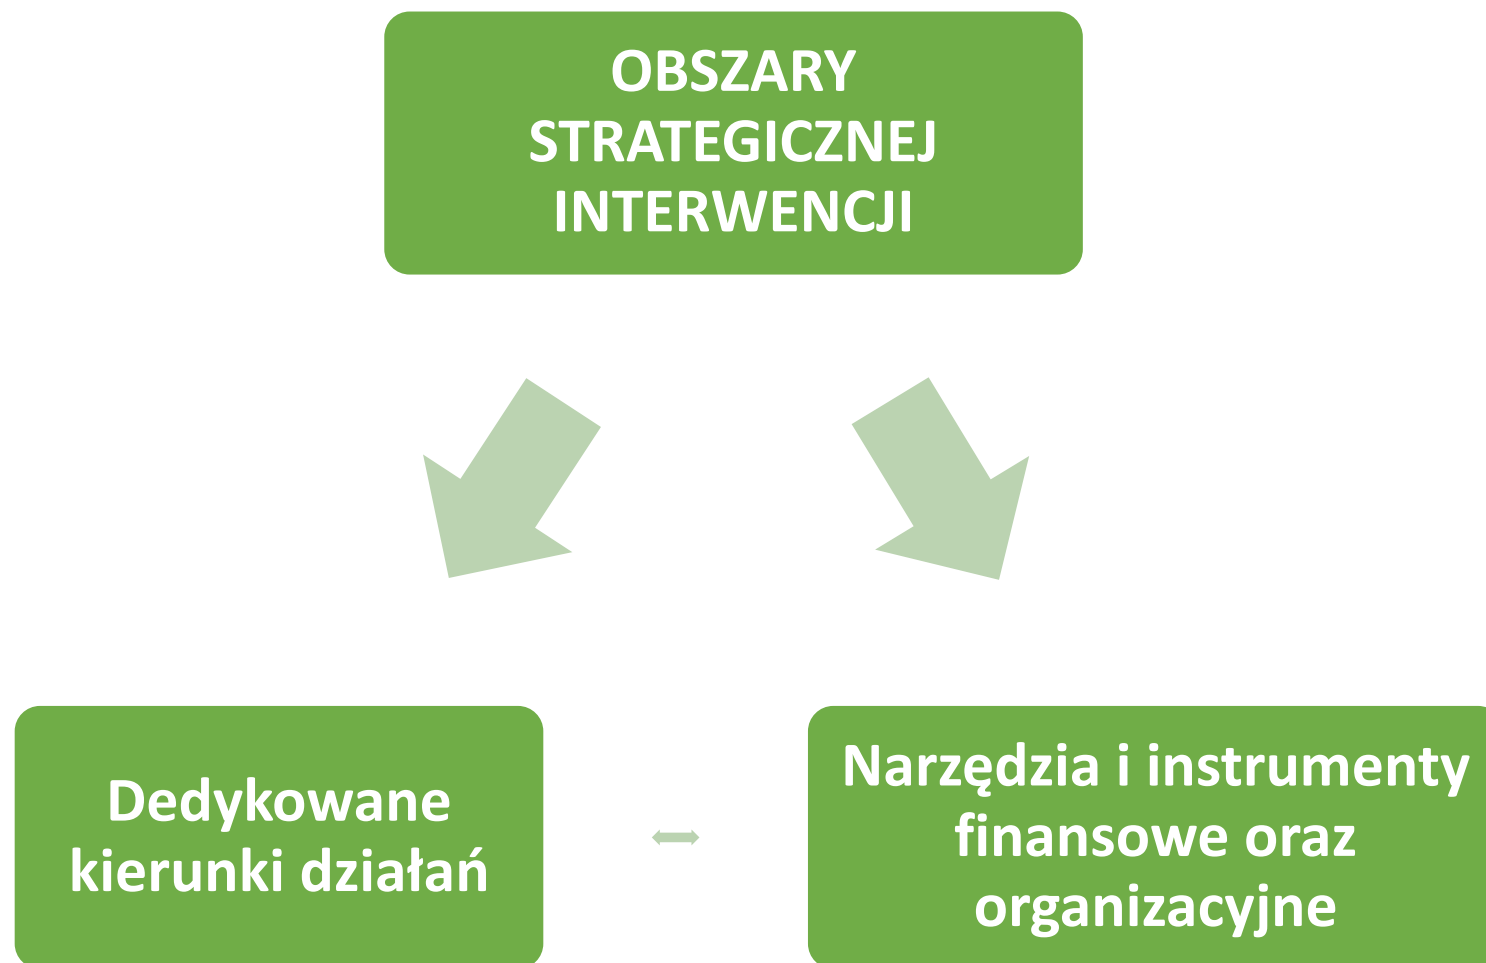 OBSZARY
STRATEGICZNEJ
INTERWENCJI
Dedykowane
kierunki działań
Narzędzia i instrumenty
finansowe oraz
organizacyjne